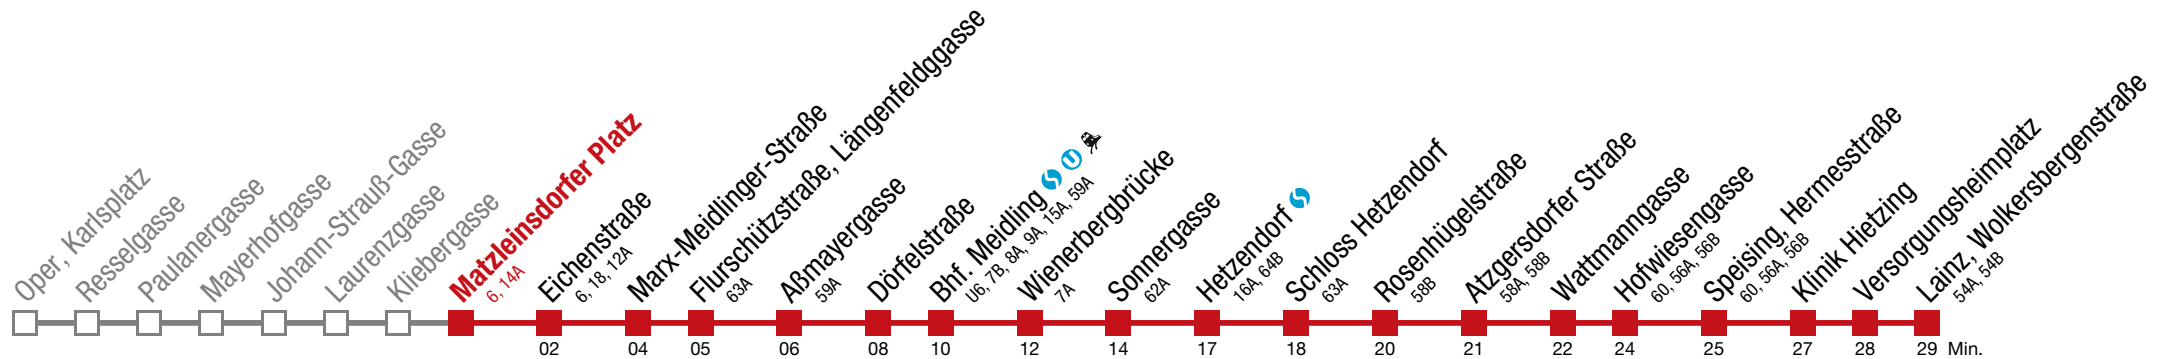 Oper, Karlsplatz
Resselgasse
Paulanergasse
Mayerhofgasse
Johann-Strauß-Gasse
Laurenzgasse
Kliebergasse
Matzleinsdorfer Platz
6, 14A
Eichenstraße
6, 18, 12A
Marx-Meidlinger-Straße
Flurschützstraße, Längenfeldggasse
63A
Aßmayergasse
59A
Dörfelstraße
Bhf. Meidling
U6, 7B, 8A, 9A, 15A, 59A
Wienerbergbrücke
7A
Sonnergasse
62A
Hetzendorf
16A, 64B
Schloss Hetzendorf
63A
Rosenhügelstraße
58B
Atzgersdorfer Straße
58A, 58B
Wattmanngasse
Hofwiesengasse
60, 56A, 56B
Speising, Hermesstraße
60, 56A, 56B
Klinik Hietzing
Versorgungsheimplatz
Lainz, Wolkersbergenstraße
54A, 54B
02 04 05 06 08 10 12 14 17 18 20 21 22 24 25 27 28 29 Min.